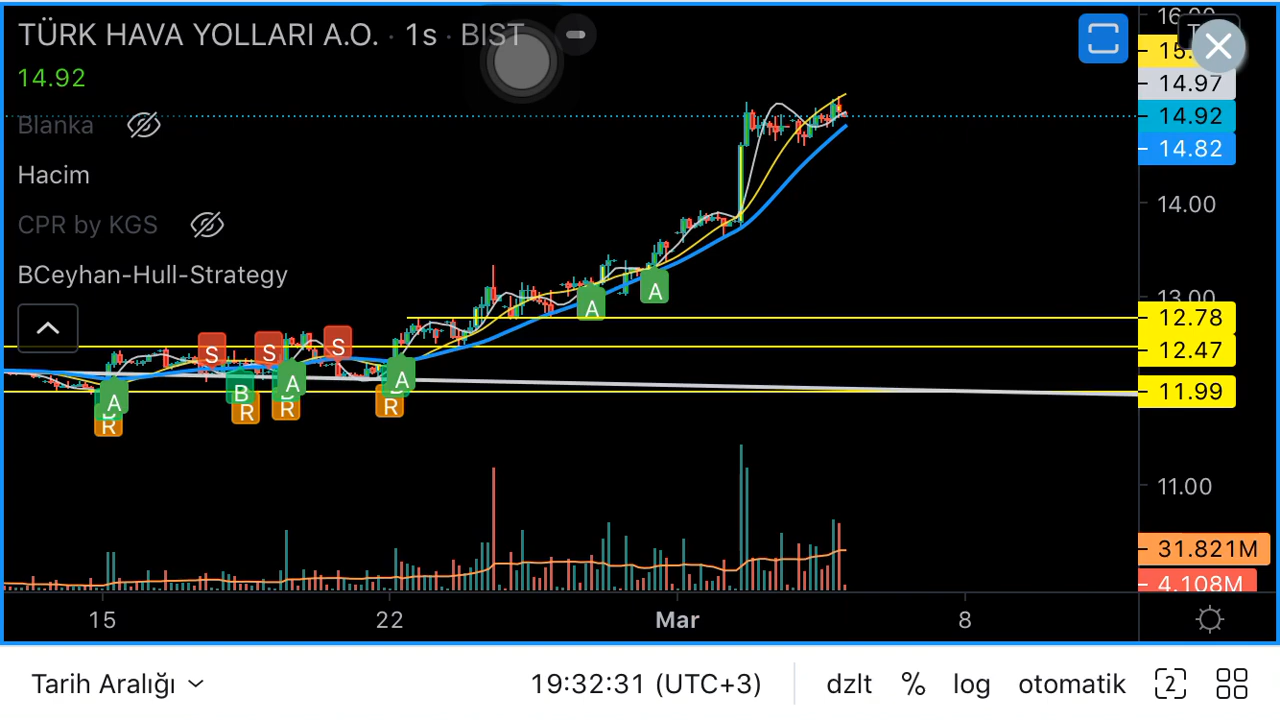 TÜRK HAVA YOLLARI A.O. · 1s · BIST
14.92
Blanka
Hacim
CPR by KGS
BCeyhan-Hull-Strategy
16.00
14.97
14.92
14.82
14.00
13.00
12.78
12.47
11.99
11.00
31.821M
4.108M
S
S
S
A
A
A
A
A
A
B
R
R
R
R
15
22
Mar
8
Tarih Aralığı
19:32:31 (UTC+3)
dzlt
%
log
otomatik
2